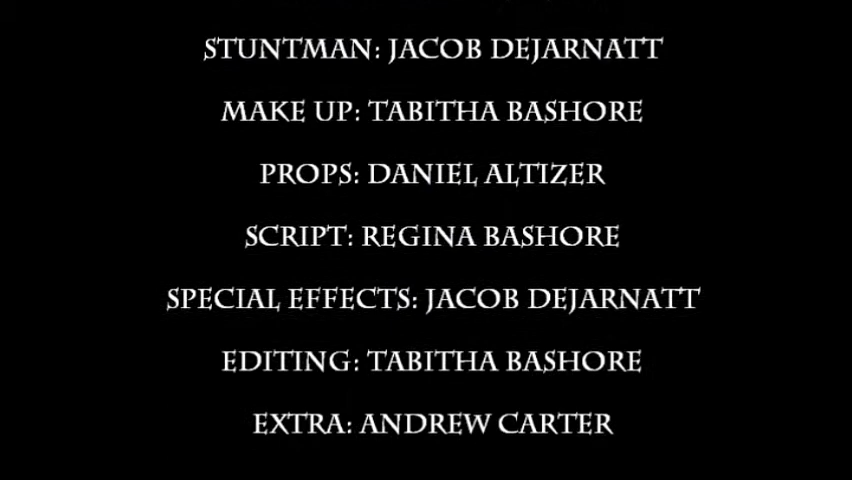 STUNTMAN: JACOB DEJARNATT
MAKE UP: TABITHA BASHORE
PROPS: DANIEL ALTIZER
SCRIPT: REGINA BASHORE
SPECIAL EFFECTS: JACOB DEJARNATT
EDITING: TABITHA BASHORE
EXTRA: ANDREW CARTER